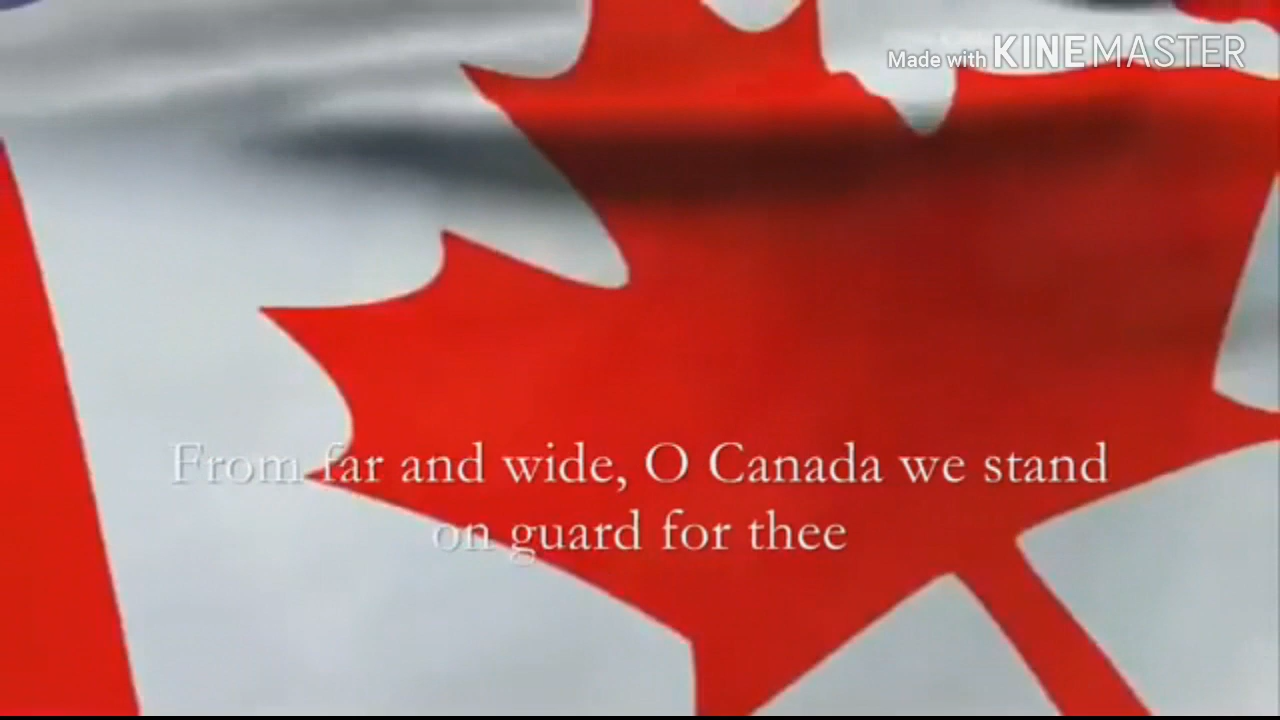 Made with KINEMASTER
From far and wide, O Canada we stand
on guard for thee